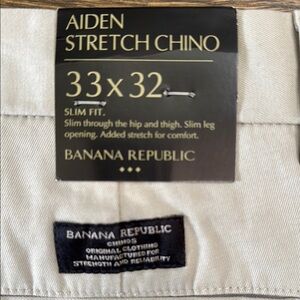 AIDEN
STRETCH CHINO
33 x 32
SLIM FIT.
Slim through the hip and thigh. Slim leg
opening. Added stretch for comfort.
BANANA REPUBLIC
BANANA REPUBLIC
CHINOS
ORIGINAL CLOTHING
MANUFACTURED FOR
STRENGTH AND RELIABILITY